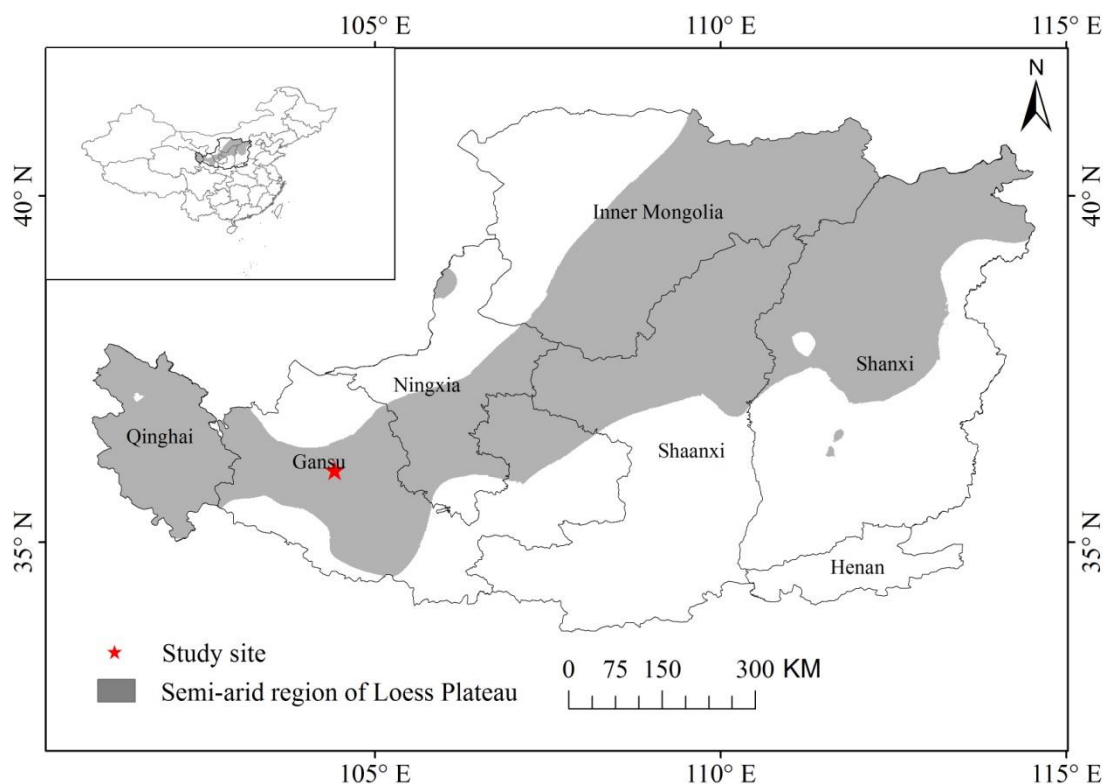 105° E 110° E 115° E
N
40° N 40° N
Inner Mongolia
Shanxi
Ningxia
Qinghai
Gansu
Shaanxi
35° N 35° N
Henan
Study site
0 75 150 300 KM
Semi-arid region of Loess Plateau
105° E 110° E 115° E